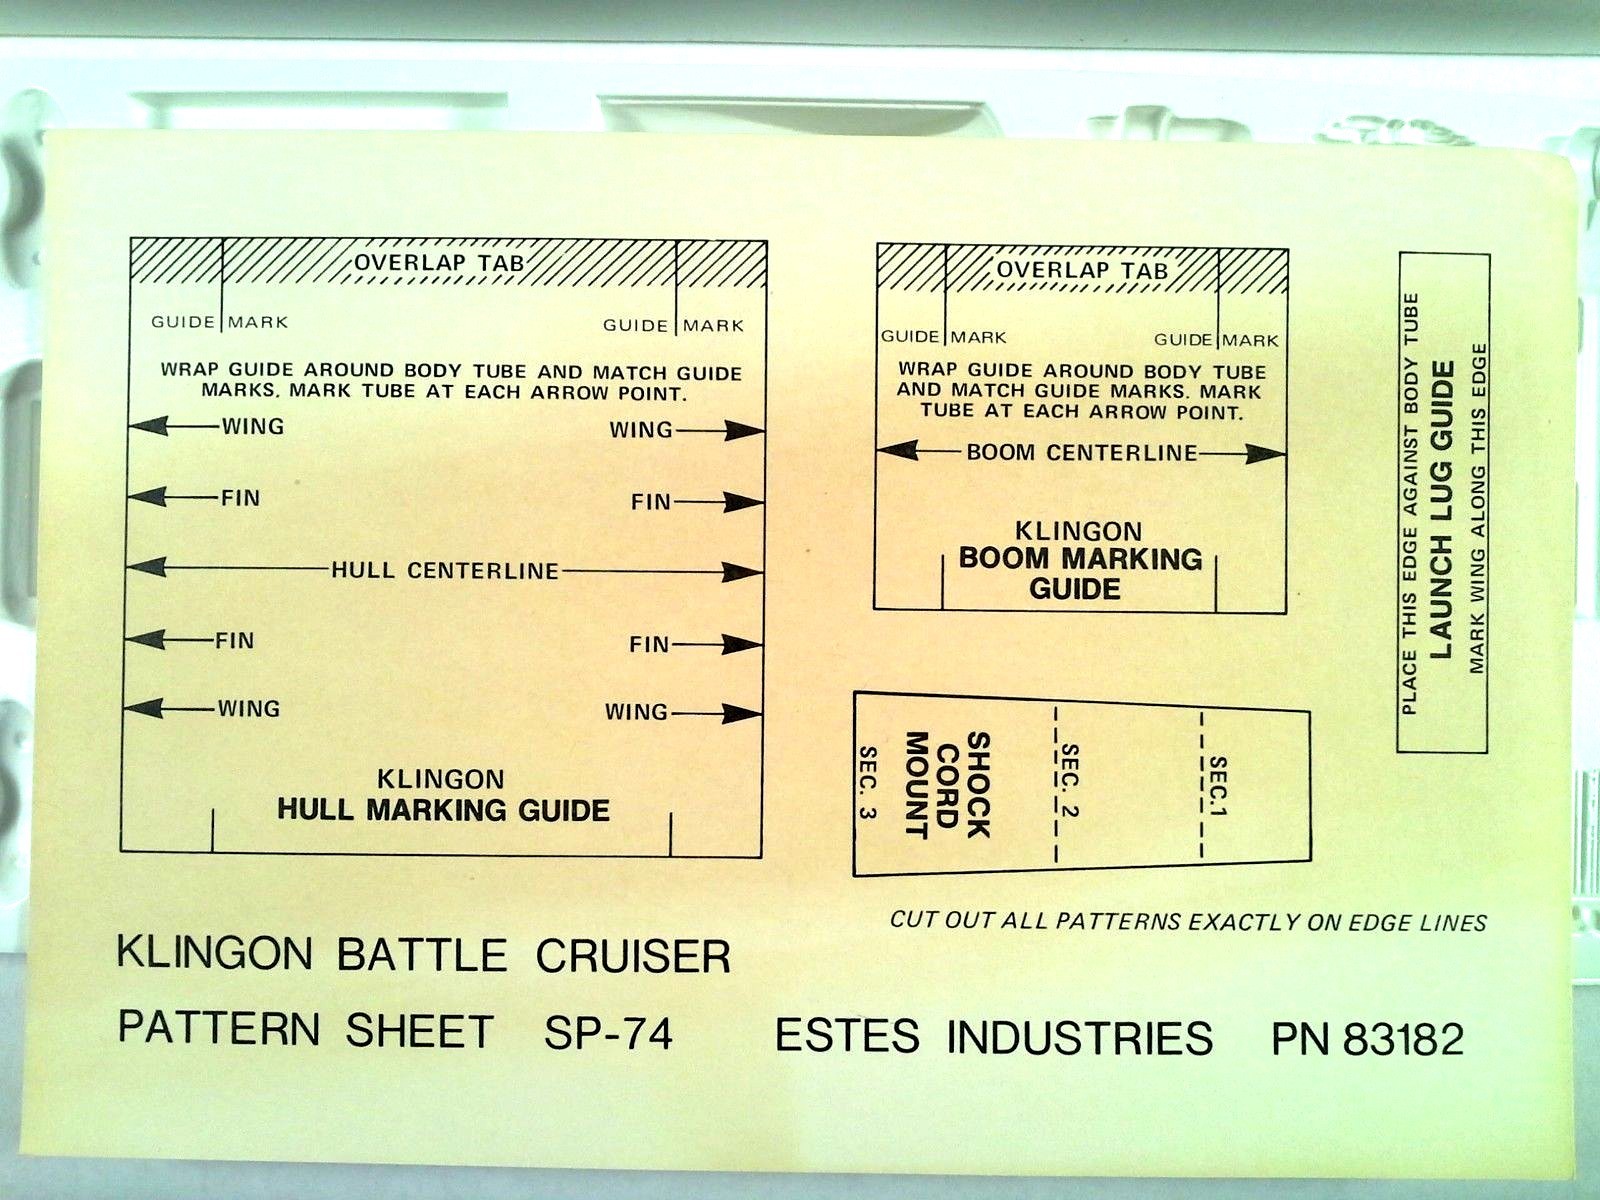 OVERLAP TAB
GUIDE MARK GUIDE MARK
WRAP GUIDE AROUND BODY TUBE AND MATCH GUIDE
MARKS. MARK TUBE AT EACH ARROW POINT.
WING WING
FIN FIN
HULL CENTERLINE
FIN FIN
WING WING
KLINGON
HULL MARKING GUIDE
OVERLAP TAB
GUIDE MARK GUIDE MARK
WRAP GUIDE AROUND BODY TUBE
AND MATCH GUIDE MARKS. MARK
TUBE AT EACH ARROW POINT.
BOOM CENTERLINE
KLINGON
BOOM MARKING
GUIDE
PLACE THIS EDGE AGAINST BODY TUBE
LAUNCH LUG GUIDE
MARK WING ALONG THIS EDGE
SEC.1
SEC. 2
SHOCK
CORD
MOUNT
SEC. 3
CUT OUT ALL PATTERNS EXACTLY ON EDGE LINES
KLINGON BATTLE CRUISER
PATTERN SHEET SP-74 ESTES INDUSTRIES PN 83182